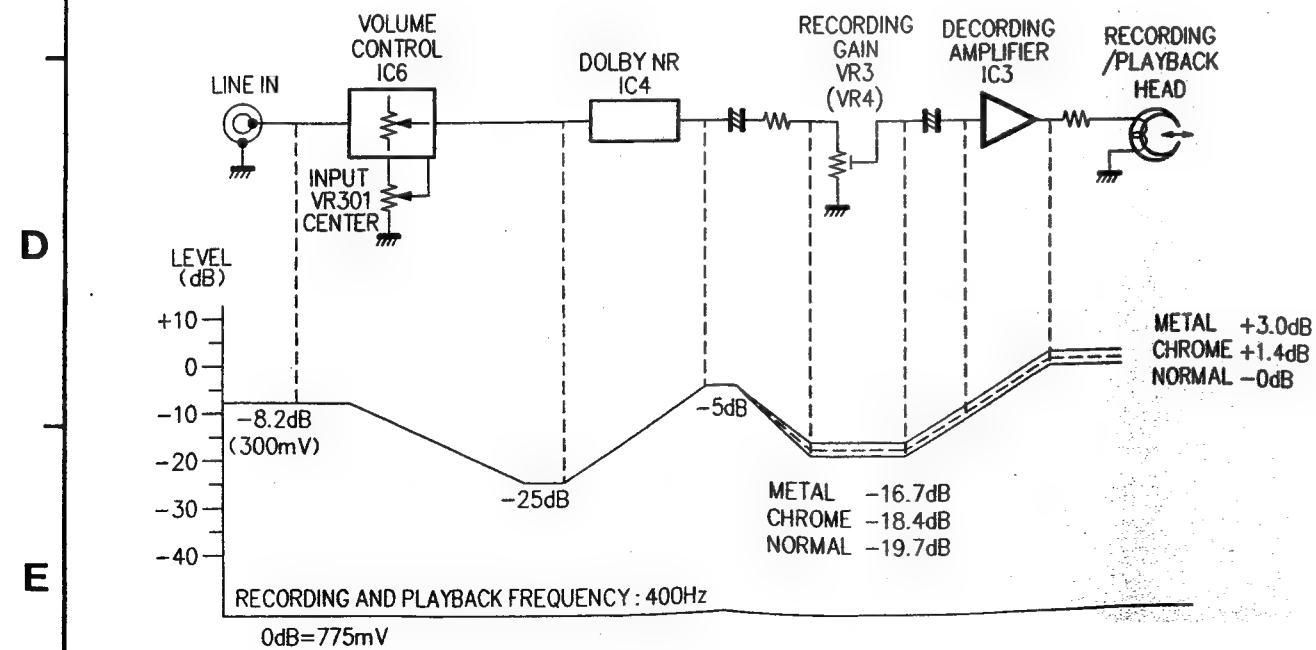 LINE IN
VOLUME
CONTROL
IC6
INPUT
VR301
CENTER
DOLBY NR
IC4
RECORDING
GAIN
VR3
(VR4)
DECORDING
AMPLIFIER
IC3
RECORDING
/PLAYBACK
HEAD
D
LEVEL
(dB)
+10
0
-10
-20
-30
-40
-8.2dB
(300mV)
-25dB
-5dB
METAL -16.7dB
CHROME -18.4dB
NORMAL -19.7dB
METAL +3.0dB
CHROME +1.4dB
NORMAL -0dB
E
RECORDING AND PLAYBACK FREQUENCY : 400Hz
0dB=775mV